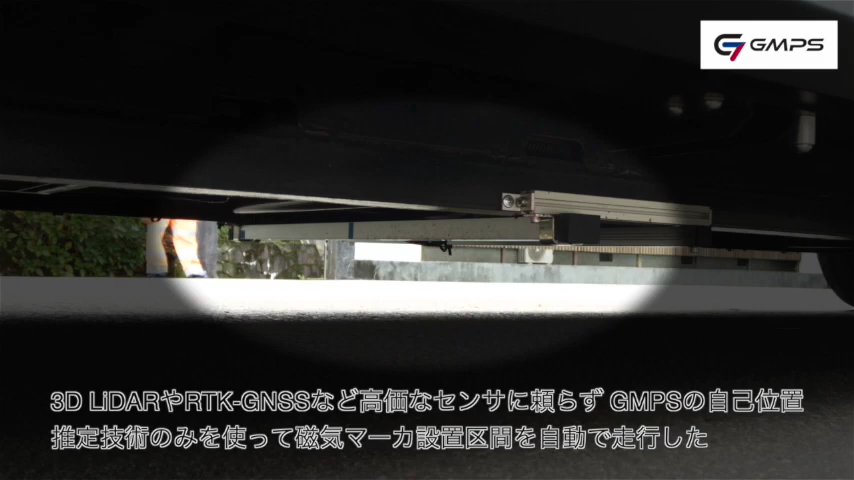 GMPS
3D LiDARやRTK-GNSSなど高価なセンサに頼らず GMPSの自己位置
推定技術のみを使って磁気マーカ設置区間を自動で走行した